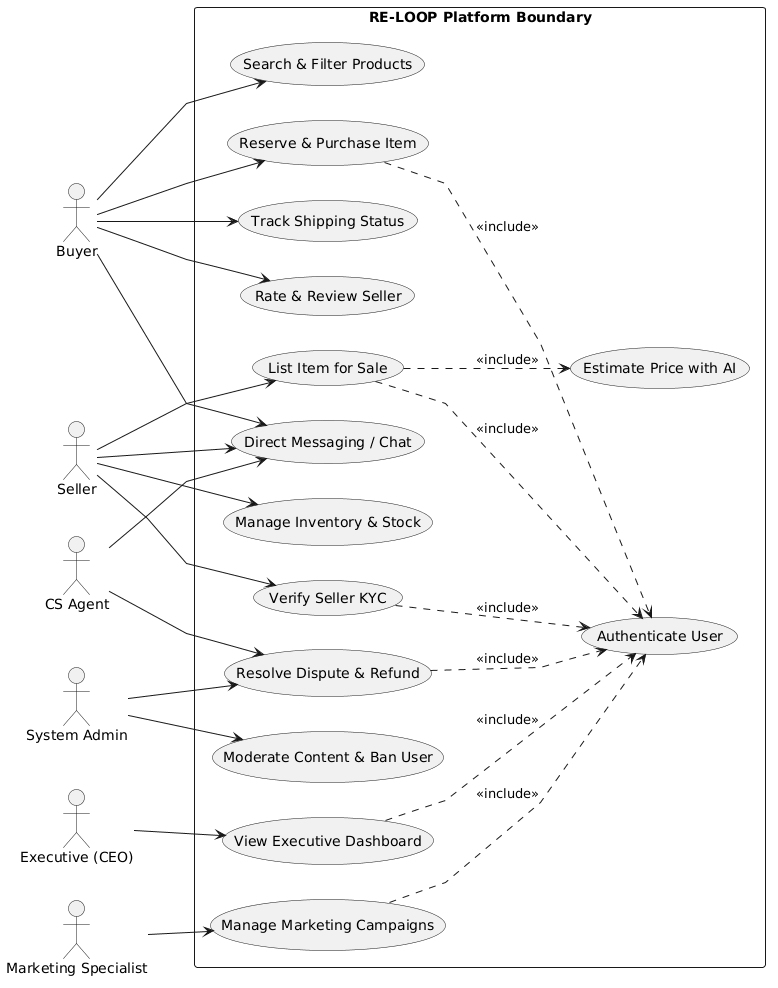 RE-LOOP Platform Boundary
Search & Filter Products
Reserve & Purchase Item
Track Shipping Status
«include»
Buyer
Rate & Review Seller
«include»
List Item for Sale
Estimate Price with AI
«include»
Direct Messaging / Chat
Seller
Manage Inventory & Stock
Verify Seller KYC
«include»
CS Agent
Authenticate User
«include»
Resolve Dispute & Refund
«include»
System Admin
Moderate Content & Ban User
«include»
View Executive Dashboard
Executive (CEO)
Manage Marketing Campaigns
Marketing Specialist